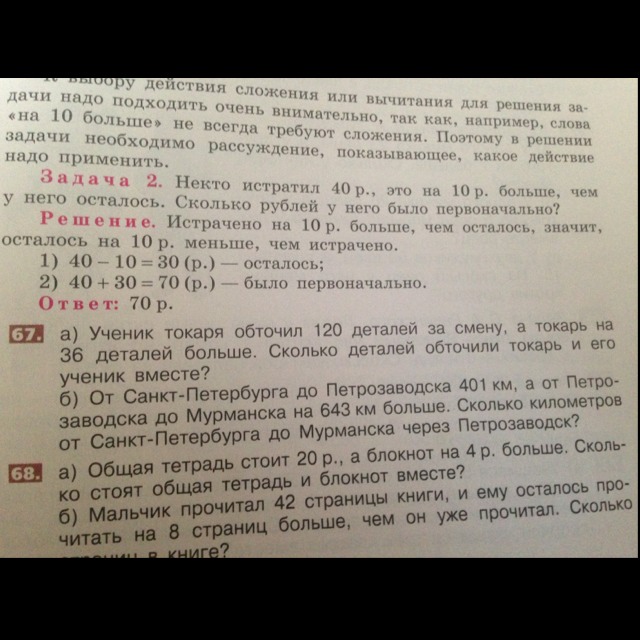 К выбору действия сложения или вычитания для решения за-
дачи надо подходить очень внимательно, так как, например, слова
«на 10 больше» не всегда требуют сложения. Поэтому в решении
задачи необходимо рассуждение, показывающее, какое действие
надо применить.
Задача 2. Некто истратил 40 р., это на 10 р. больше, чем
у него осталось. Сколько рублей у него было первоначально?
Решение. Истрачено на 10 р. больше, чем осталось, значит,
осталось на 10 р. меньше, чем истрачено.
1) 40 − 10 = 30 (р.) — осталось;
2) 40 + 30 = 70 (р.) — было первоначально.
Ответ: 70 р.
67. а) Ученик токаря обточил 120 деталей за смену, а токарь на
36 деталей больше. Сколько деталей обточили токарь и его
ученик вместе?
б) От Санкт-Петербурга до Петрозаводска 401 км, а от Петро-
заводска до Мурманска на 643 км больше. Сколько километров
от Санкт-Петербурга до Мурманска через Петрозаводск?
68. а) Общая тетрадь стоит 20 р., а блокнот на 4 р. больше. Сколь-
ко стоят общая тетрадь и блокнот вместе?
б) Мальчик прочитал 42 страницы книги, и ему осталось про-
читать на 8 страниц больше, чем он уже прочитал. Сколько
страниц в книге?